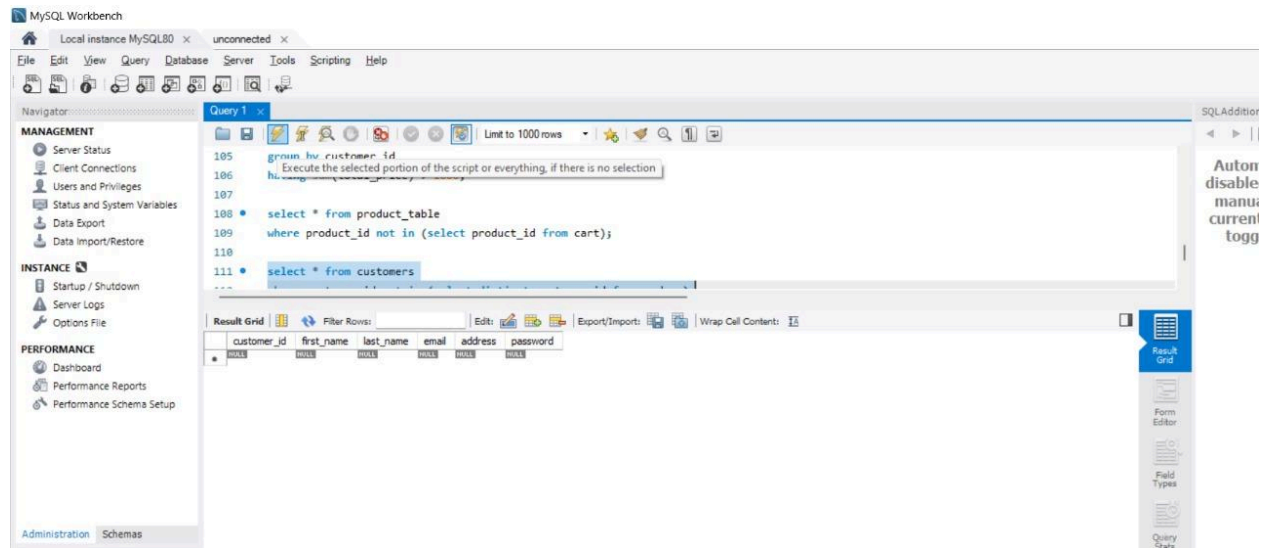 MySQL Workbench
Local instance MySQL80 × unconnected ×
File Edit View Query Database Server Tools Scripting Help
Navigator
Query 1 ×
SQLAddition
MANAGEMENT
Server Status
Client Connections
Users and Privileges
Status and System Variables
Data Export
Data Import/Restore
INSTANCE
Startup / Shutdown
Server Logs
Options File
PERFORMANCE
Dashboard
Performance Reports
Performance Schema Setup
Administration Schemas
Limit to 1000 rows
105 group by customer_id
Execute the selected portion of the script or everything, if there is no selection
106
107
108 select * from product_table
109 where product_id not in (select product_id from cart);
110
111 select * from customers
Result Grid Filter Rows: Edit: Export/Import: Wrap Cell Content:
customer_id first_name last_name email address password
NULL NULL NULL NULL NULL NULL
Result
Grid
Form
Editor
Field
Types
Query
Stats
Autom
disable
manua
current
togg